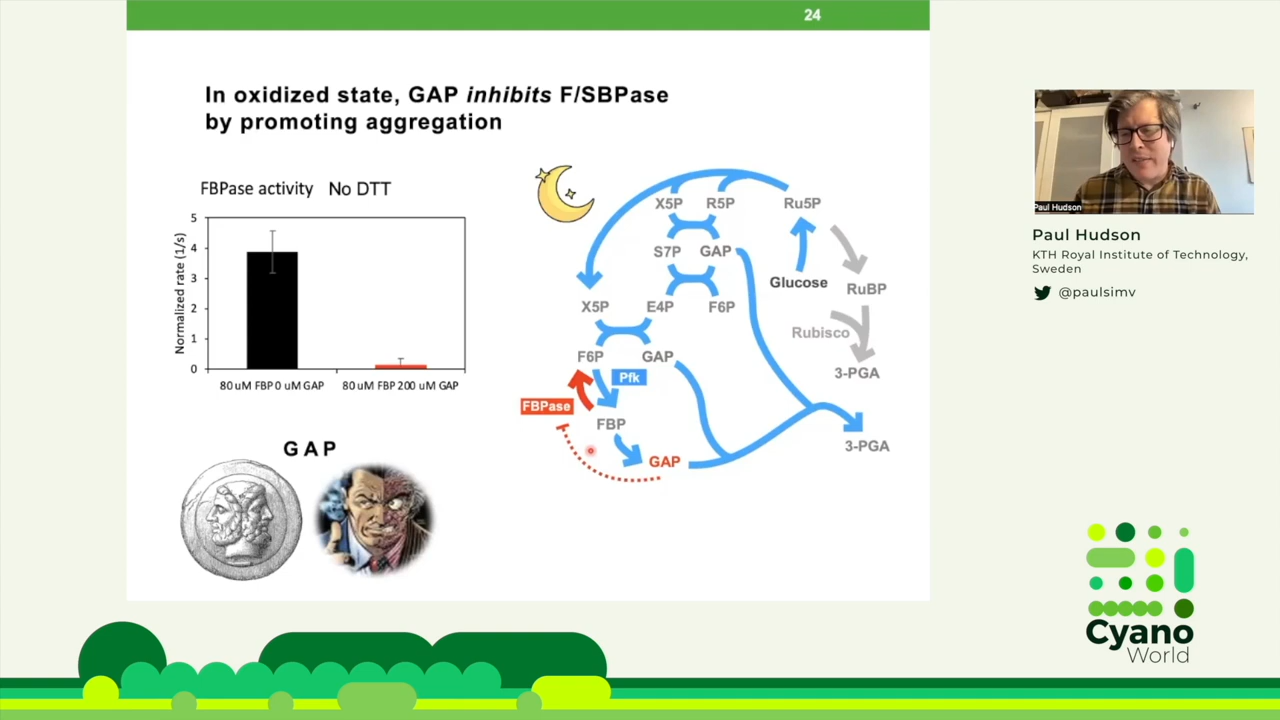 24
In oxidized state, GAP inhibits F/SBPase
by promoting aggregation
FBPase activity No DTT
5
4
3
2
1
0
Normalized rate (1/s)
80 uM FBP 0 uM GAP
80 uM FBP 200 uM GAP
GAP
X5P
R5P
Ru5P
S7P
GAP
Glucose
RuBP
X5P
E4P
F6P
Rubisco
F6P
GAP
3-PGA
Pfk
FBPase
FBP
3-PGA
GAP
Paul Hudson
Paul Hudson
KTH Royal Institute of Technology,
Sweden
@paulsimv
Cyano
World